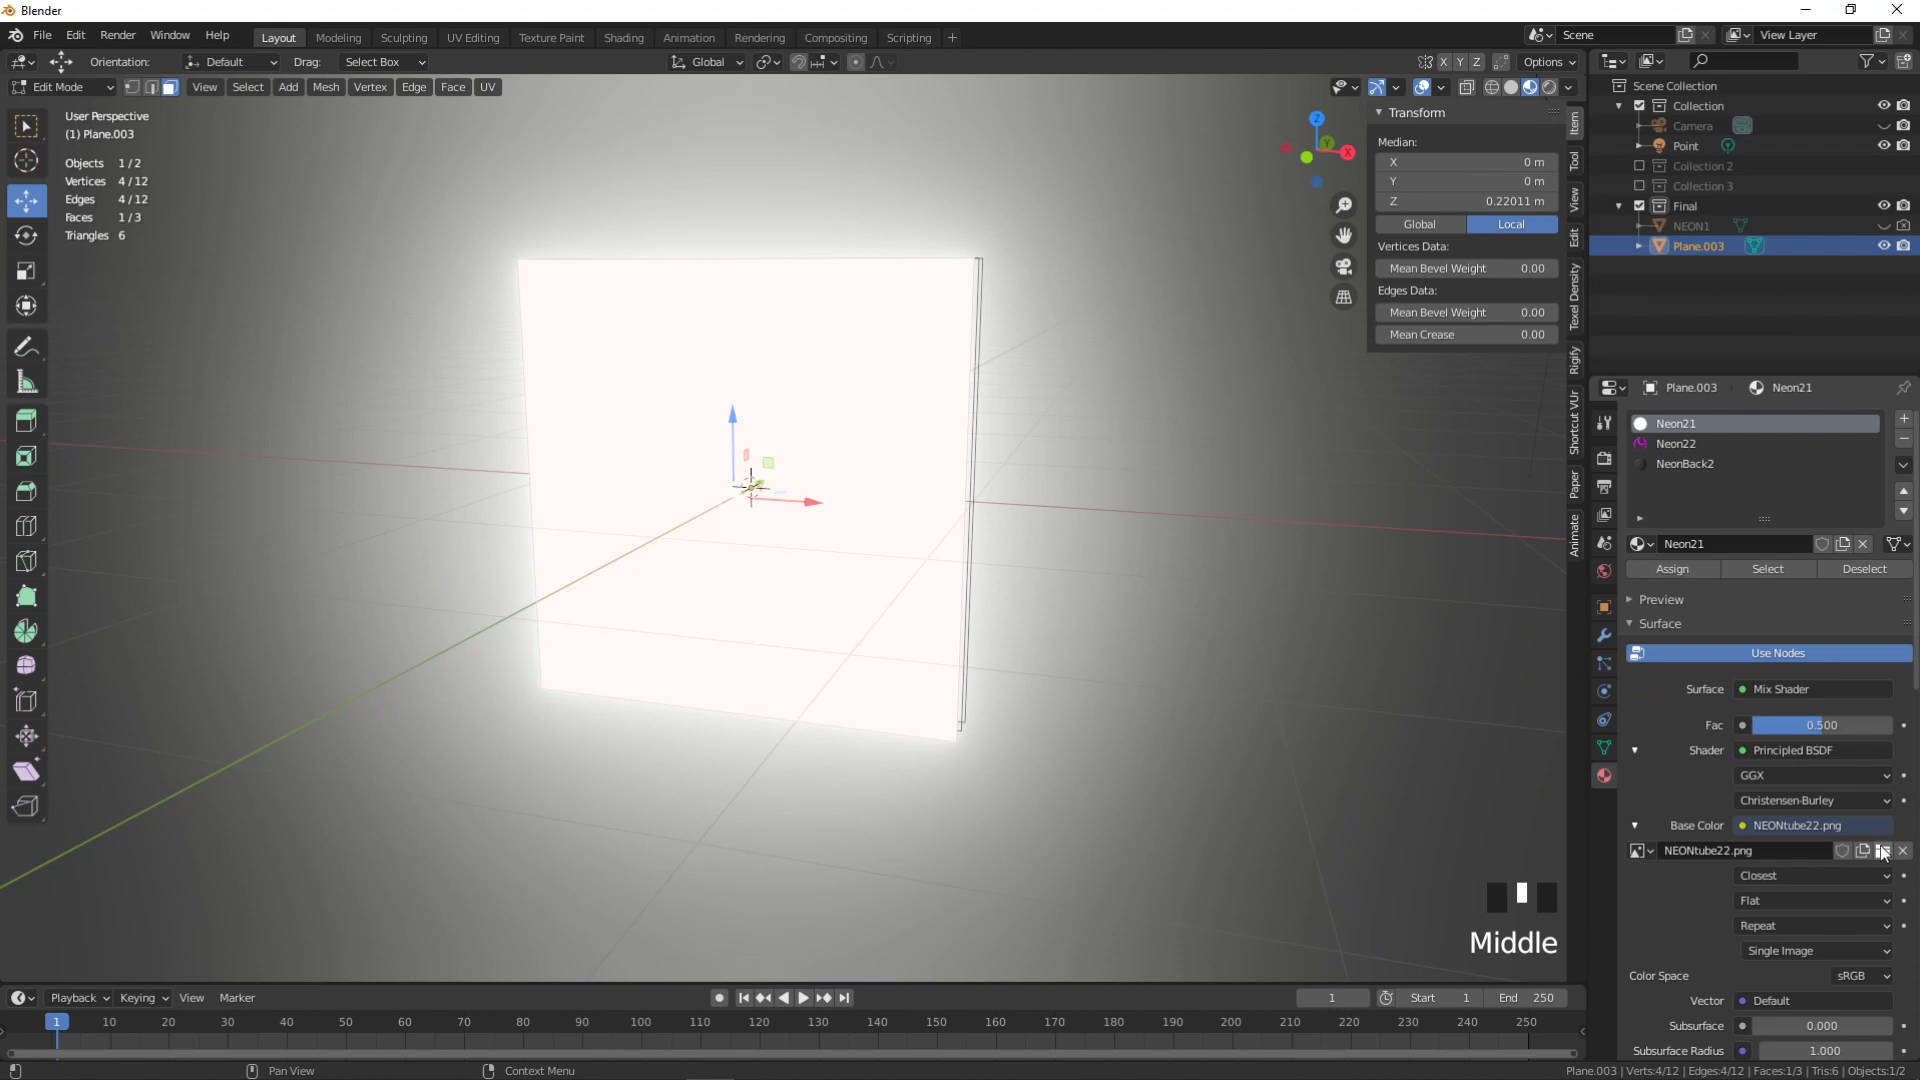 Blender
File Edit Render Window Help Layout Modeling Sculpting UV Editing Texture Paint Shading Animation Rendering Compositing Scripting + Scene View Layer
Orientation: Default Drag: Select Box Global X Y Z Options
Edit Mode View Select Add Mesh Vertex Edge Face UV
User Perspective
(1) Plane.003
Objects 1/2
Vertices 4/12
Edges 4/12
Faces 1/3
Triangles 6
Z
Y
X
Transform
Median:
X 0 m
Y 0 m
Z 0.22011 m
Global Local
Vertices Data:
Mean Bevel Weight 0.00
Edges Data:
Mean Bevel Weight 0.00
Mean Crease 0.00
Item
Tool
View
Edit
Texel Density
Rigify
Shortcut VUr
Paper
Animate
Scene Collection
Collection
Camera
Point
Collection 2
Collection 3
Final
NEON1
Plane.003
Plane.003 Neon21
Neon21
Neon22
NeonBack2
Neon21
Assign Select Deselect
Preview
Surface
Use Nodes
Surface Mix Shader
Fac 0.500
Shader Principled BSDF
GGX
Christensen-Burley
Base Color NEONtube22.png
NEONtube22.png
Closest
Flat
Repeat
Single Image
Color Space sRGB
Vector Default
Subsurface 0.000
Subsurface Radius 1.000
Middle
Playback Keying View Marker 1 Start 1 End 250
1 10 20 30 40 50 60 70 80 90 100 110 120 130 140 150 160 170 180 190 200 210 220 230 240 250
Pan View Context Menu Plane.003 | Verts:4/12 | Edges:4/12 | Faces:1/3 | Tris:6 | Objects:1/2